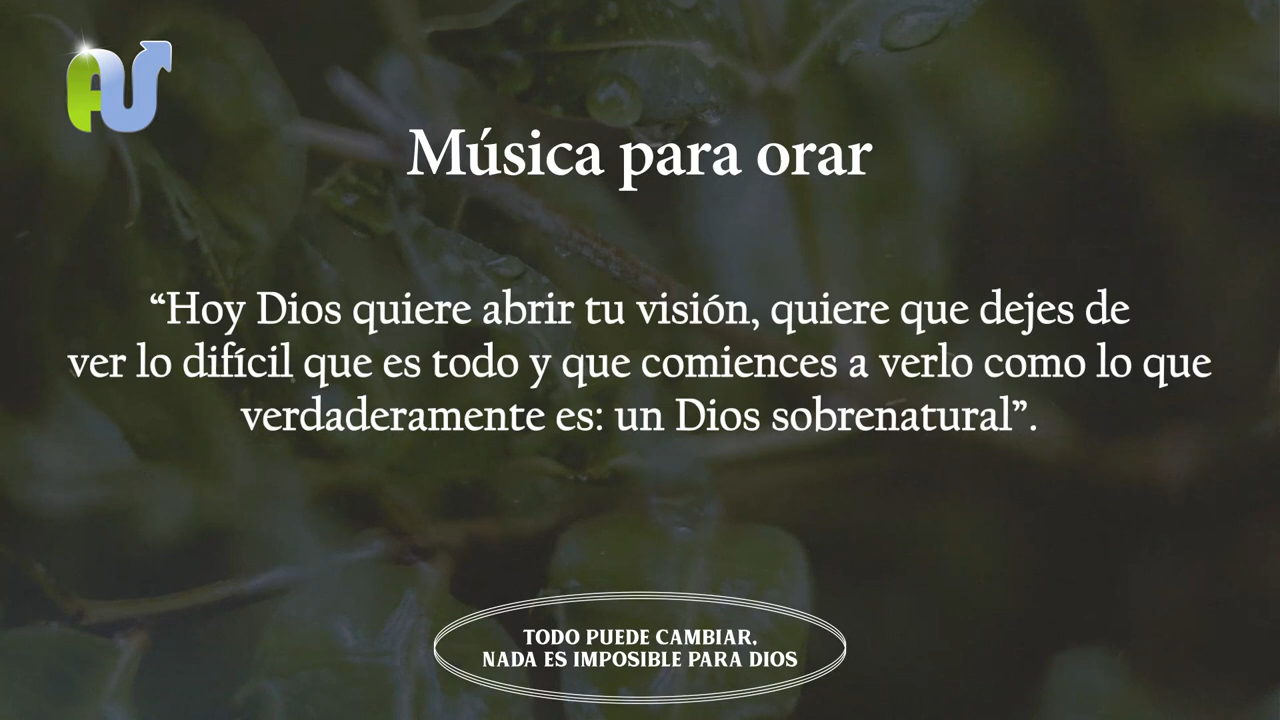 AU
Música para orar
“Hoy Dios quiere abrir tu visión, quiere que dejes de
ver lo difícil que es todo y que comiences a verlo como lo que
verdaderamente es: un Dios sobrenatural”.
TODO PUEDE CAMBIAR,
NADA ES IMPOSIBLE PARA DIOS